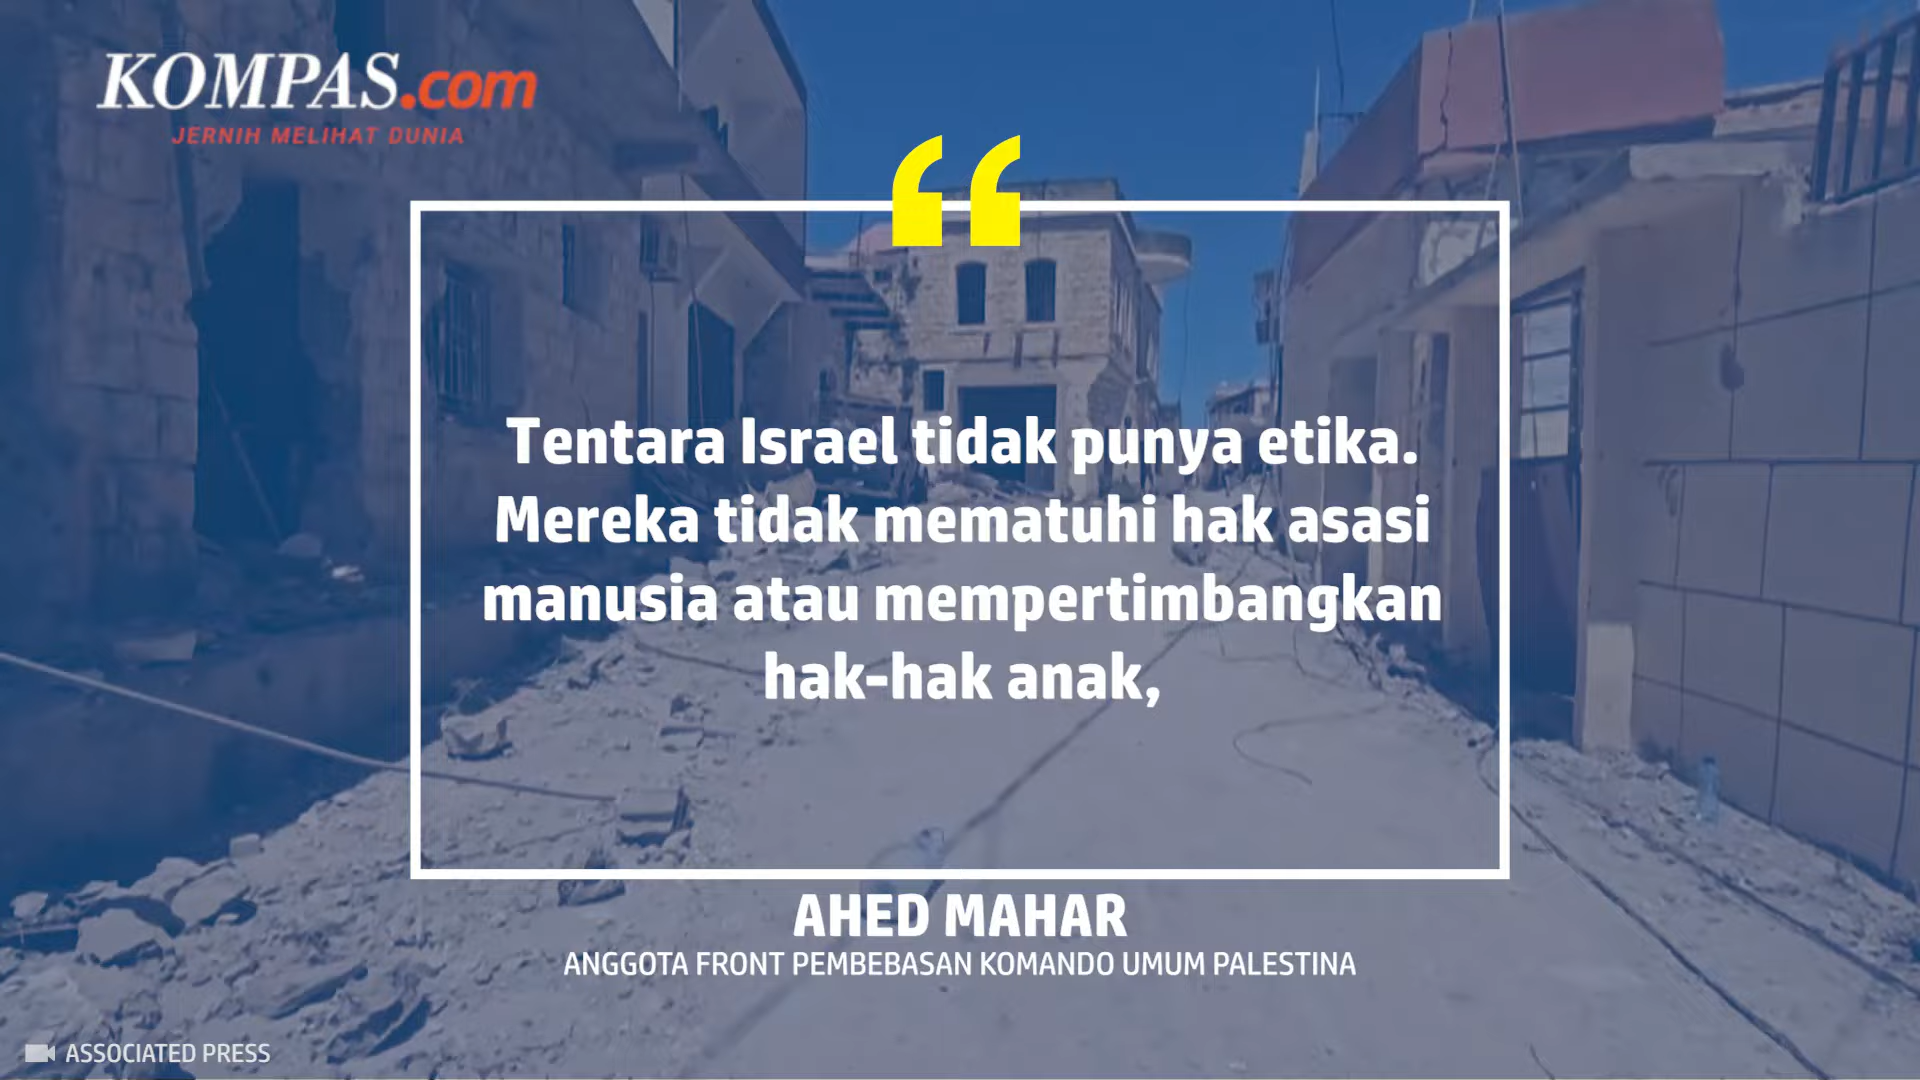 KOMPAS.com
JERNIH MELIHAT DUNIA
Tentara Israel tidak punya etika.
Mereka tidak mematuhi hak asasi
manusia atau mempertimbangkan
hak-hak anak,
AHED MAHAR
ANGGOTA FRONT PEMBEBASAN KOMANDO UMUM PALESTINA
ASSOCIATED PRESS